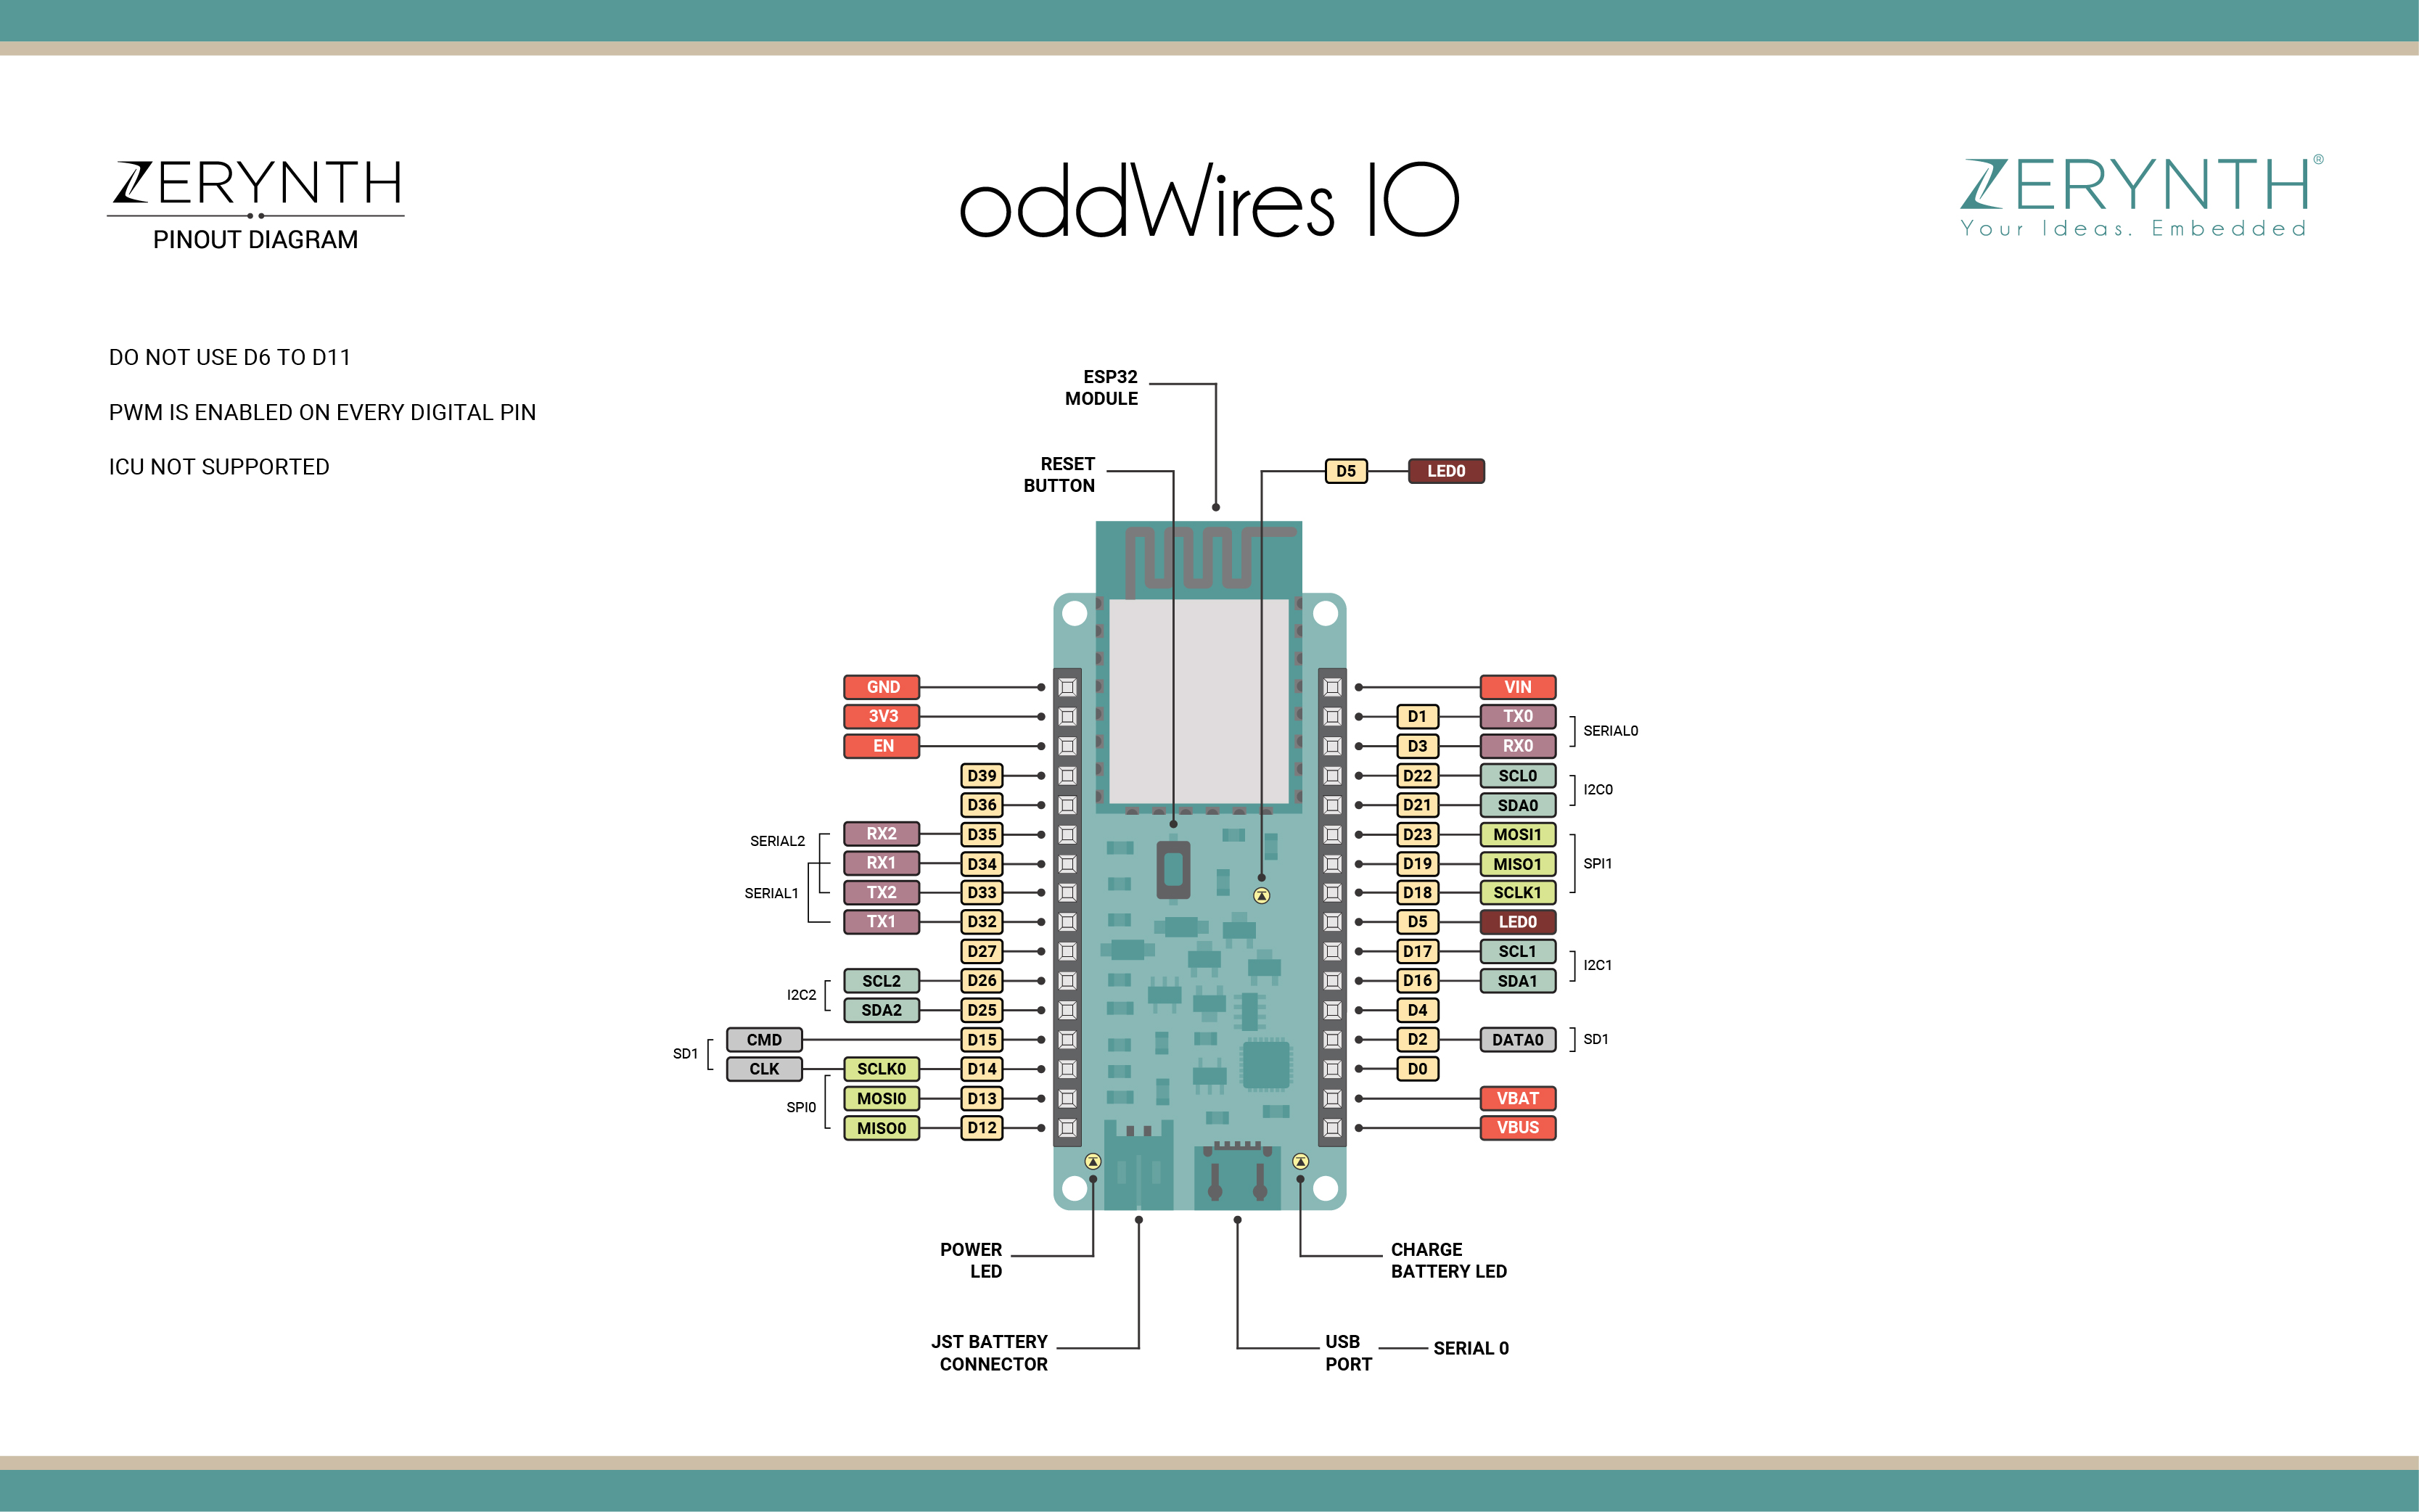 ZERYNTH
PINOUT DIAGRAM
oddWires IO
ZERYNTH®
Your Ideas. Embedded
DO NOT USE D6 TO D11
PWM IS ENABLED ON EVERY DIGITAL PIN
ICU NOT SUPPORTED
ESP32
MODULE
RESET
BUTTON
D5 LED0
GND
3V3
EN
D39
D36
SERIAL2
RX2 D35
RX1 D34
SERIAL1
TX2 D33
TX1 D32
D27
I2C2
SCL2 D26
SDA2 D25
SD1
CMD D15
CLK SCLK0 D14
SPI0
MOSI0 D13
MISO0 D12
VIN
D1 TX0
SERIAL0
D3 RX0
D22 SCL0
I2C0
D21 SDA0
D23 MOSI1
D19 MISO1 SPI1
D18 SCLK1
D5 LED0
D17 SCL1
I2C1
D16 SDA1
D4
D2 DATA0 SD1
D0
VBAT
VBUS
POWER
LED
CHARGE
BATTERY LED
JST BATTERY
CONNECTOR
USB
PORT
SERIAL 0